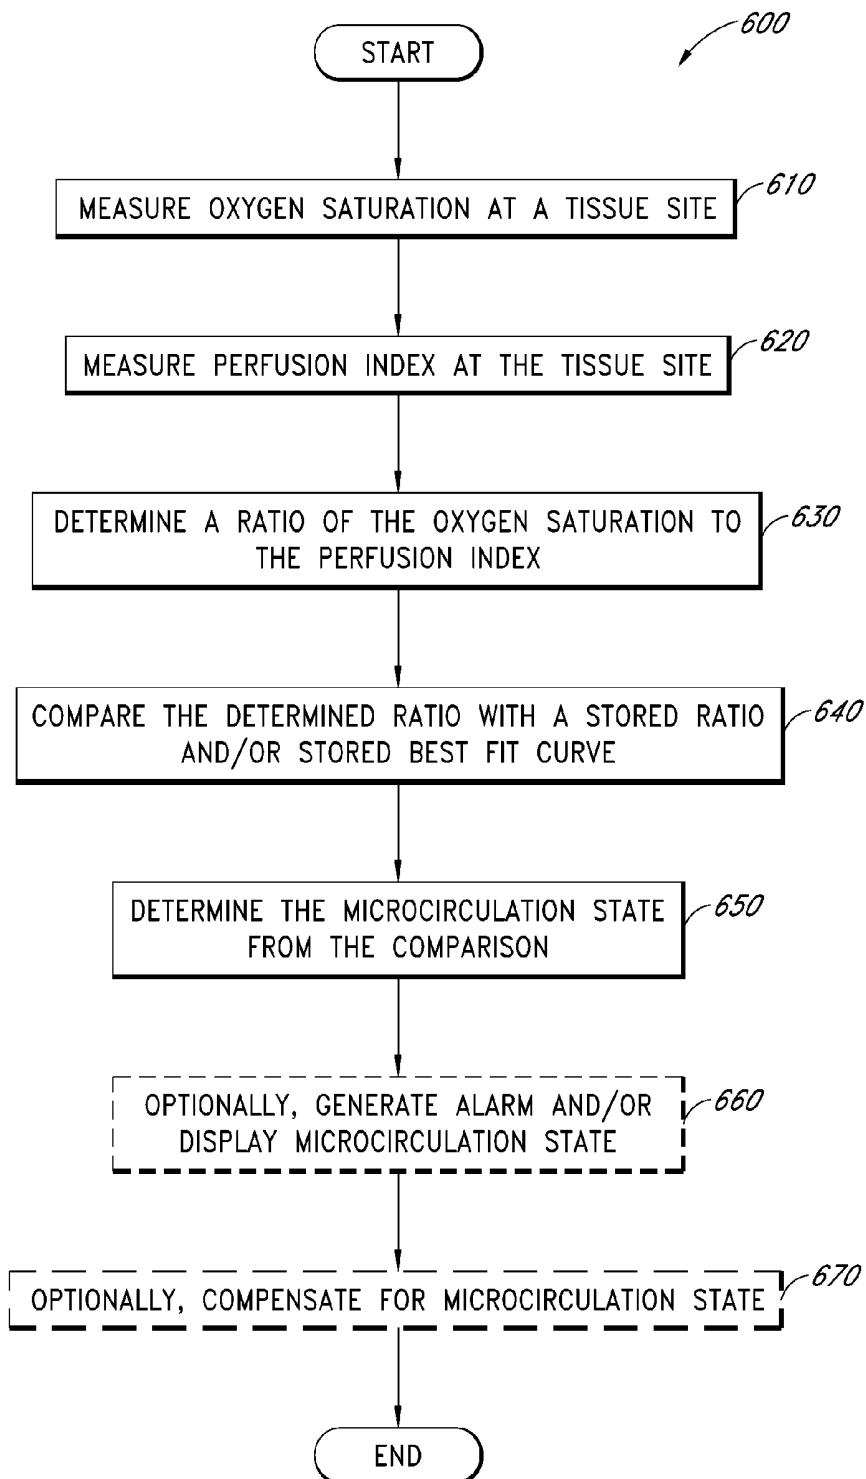 600
START
MEASURE OXYGEN SATURATION AT A TISSUE SITE
610
MEASURE PERFUSION INDEX AT THE TISSUE SITE
620
DETERMINE A RATIO OF THE OXYGEN SATURATION TO
THE PERFUSION INDEX
630
COMPARE THE DETERMINED RATIO WITH A STORED RATIO
AND/OR STORED BEST FIT CURVE
640
DETERMINE THE MICROCIRCULATION STATE
FROM THE COMPARISON
650
OPTIONALLY, GENERATE ALARM AND/OR
DISPLAY MICROCIRCULATION STATE
660
OPTIONALLY, COMPENSATE FOR MICROCIRCULATION STATE
670
END